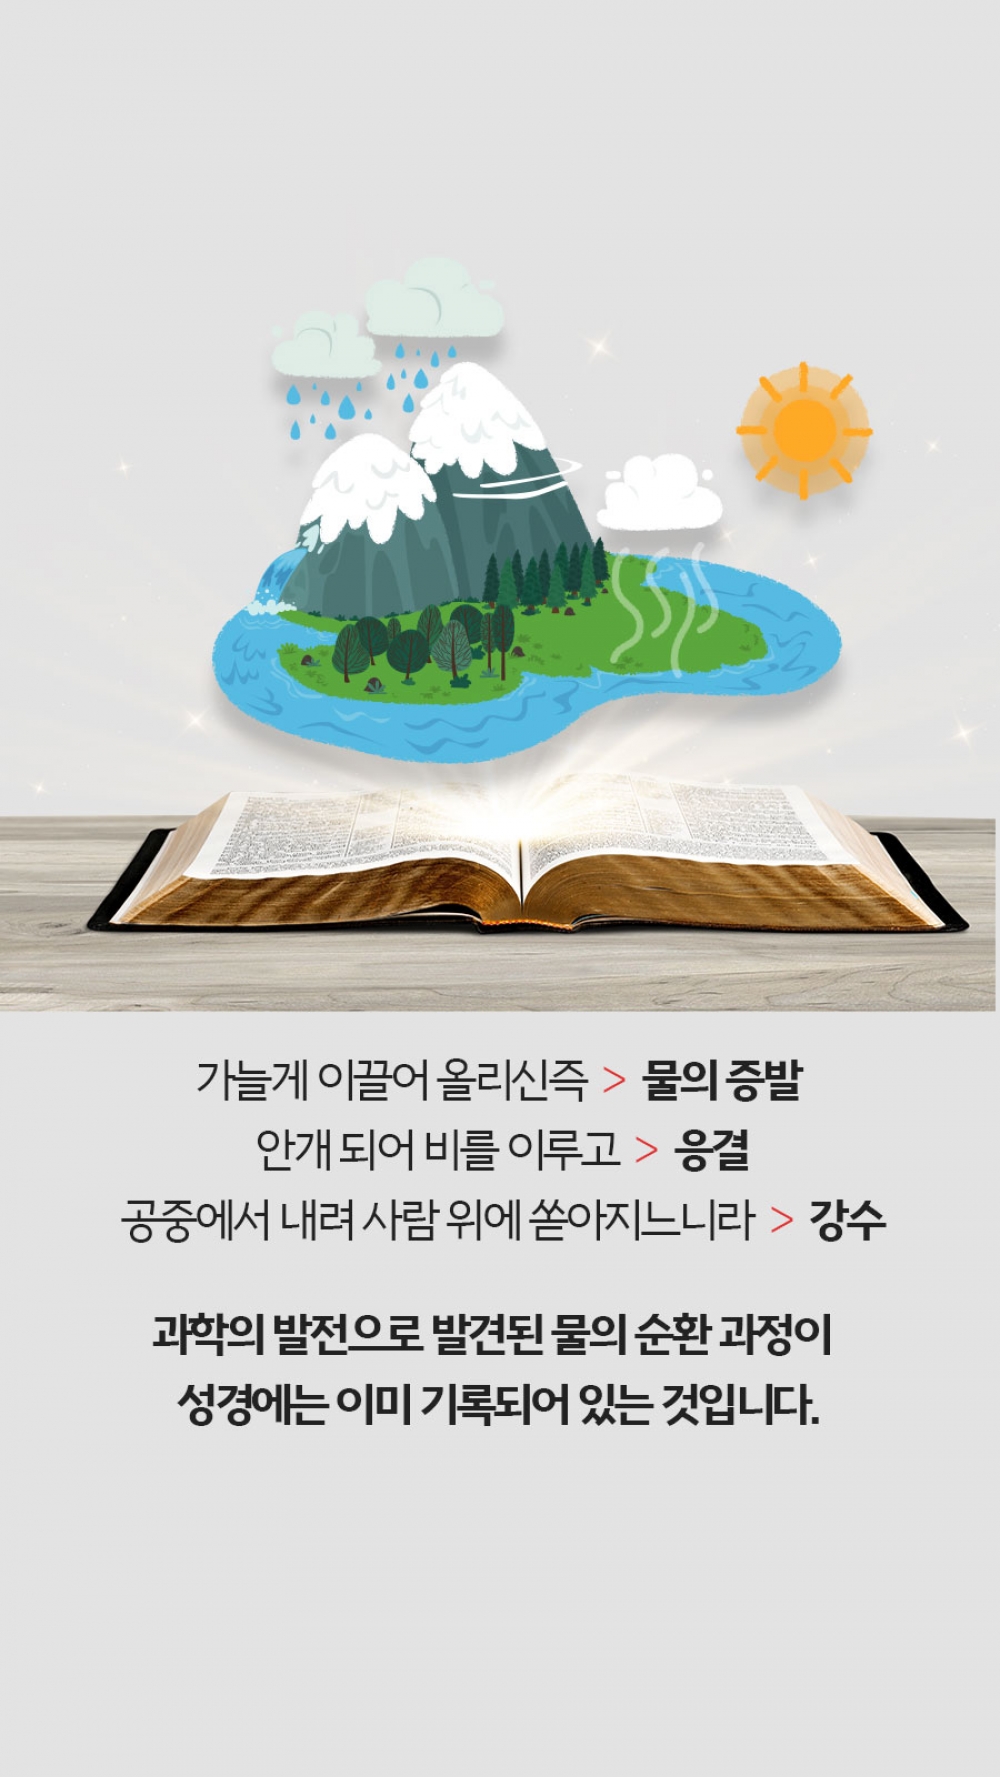 가늘게 이끌어 올리신즉 > 물의 증발
안개 되어 비를 이루고 > 응결
공중에서 내려 사람 위에 쏟아지느니라 > 강수
과학의 발전으로 발견된 물의 순환 과정이
성경에는 이미 기록되어 있는 것입니다.